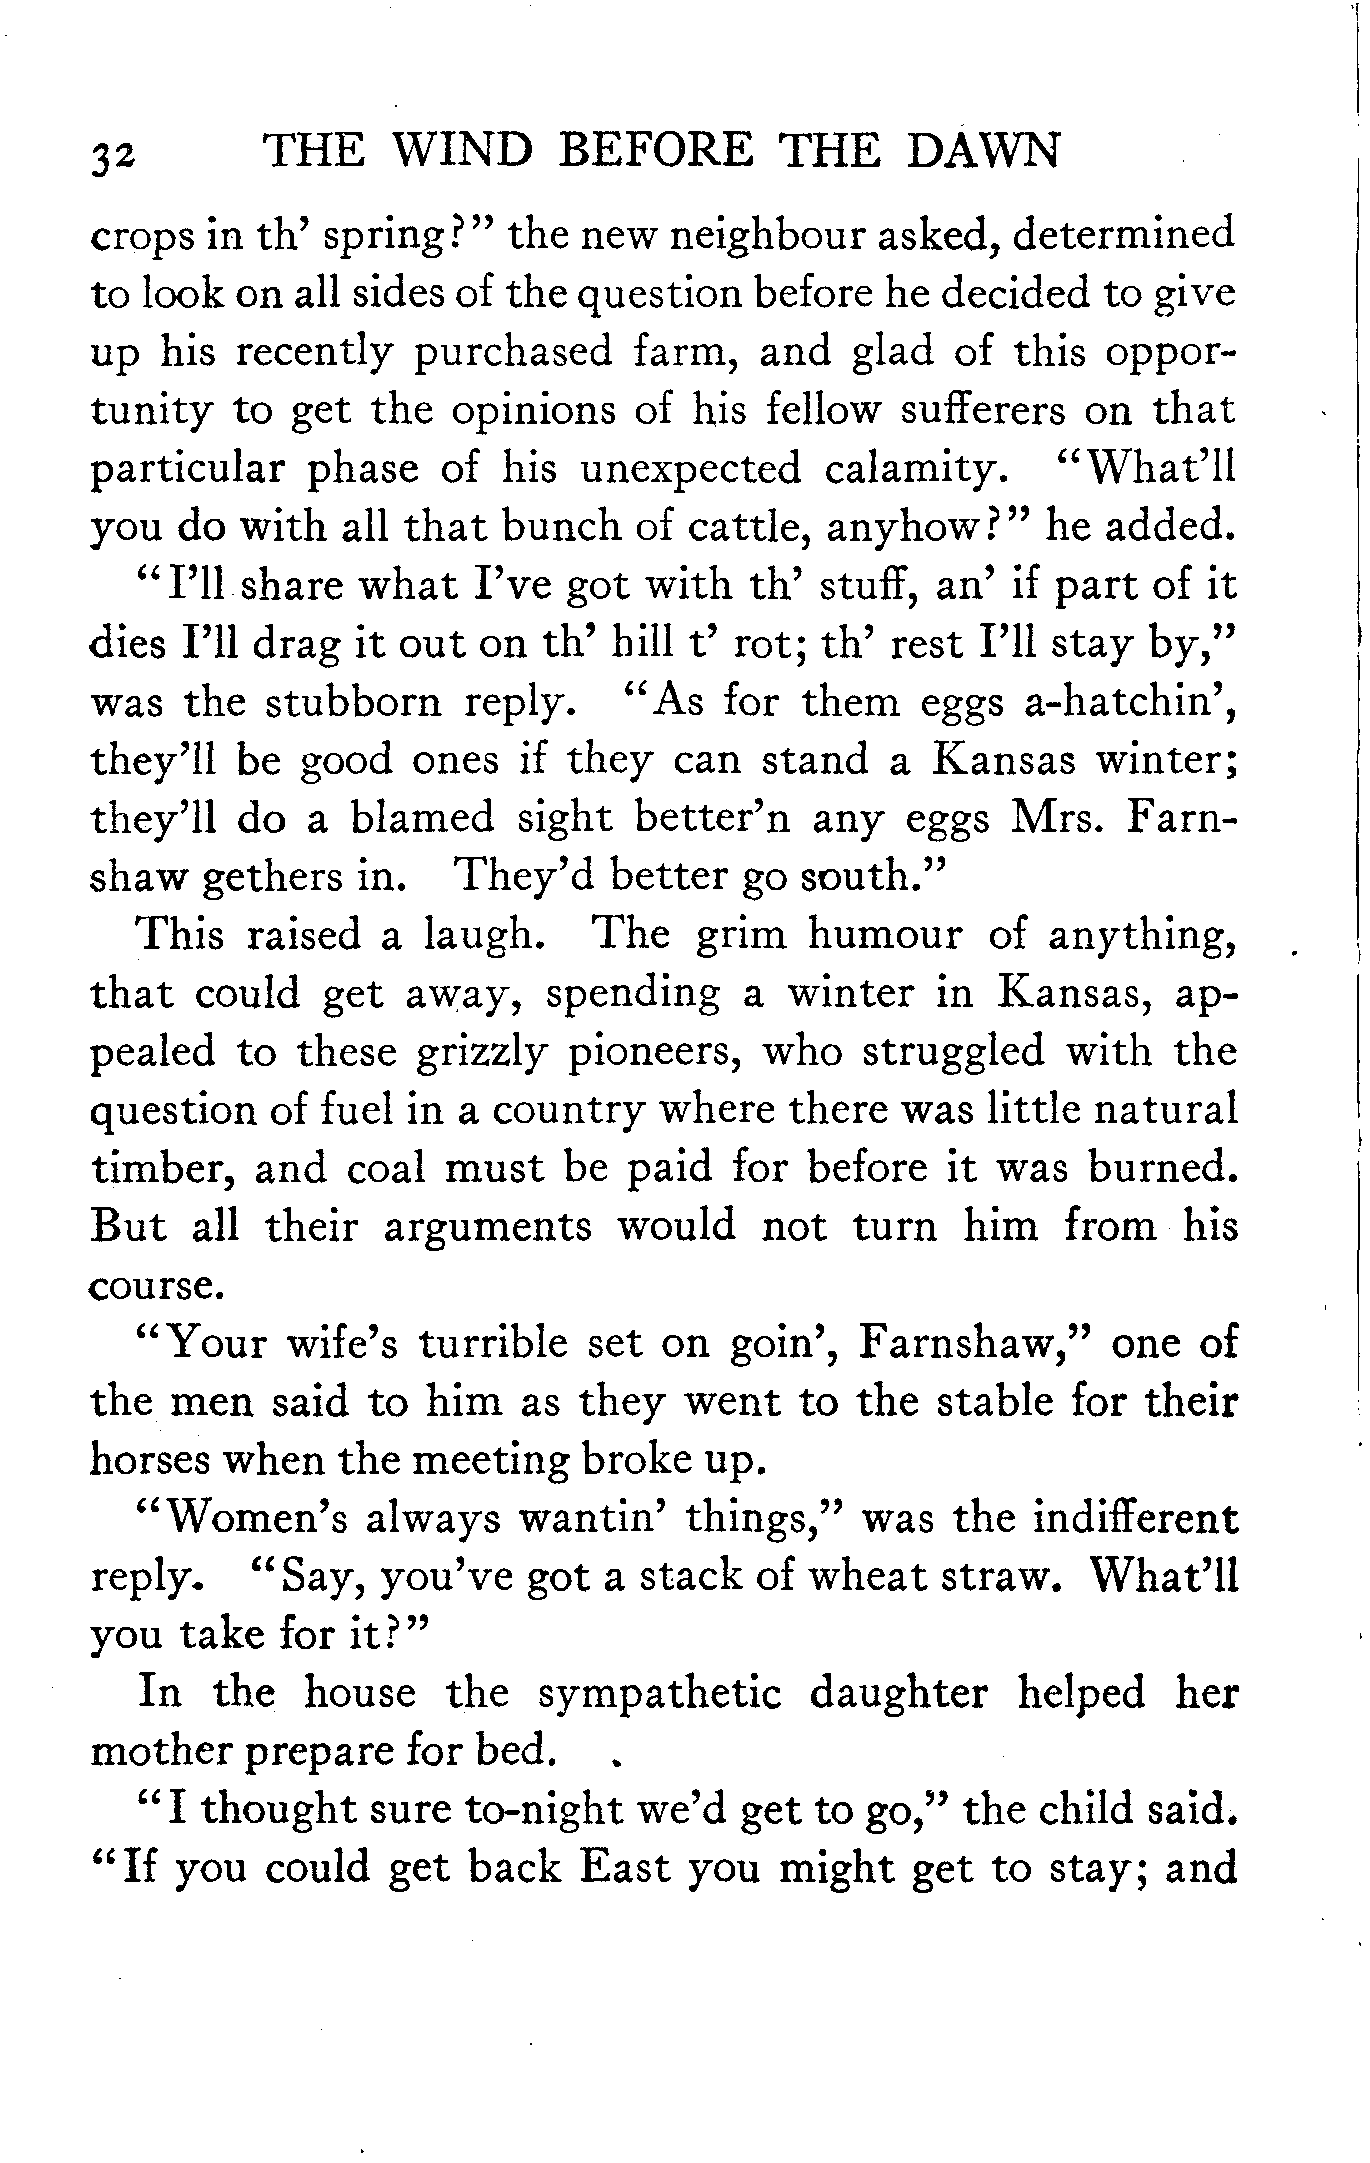 32 THE WIND BEFORE THE DAWN
crops in th' spring?" the new neighbour asked, determined
to look on all sides of the question before he decided to give
up his recently purchased farm, and glad of this oppor-
tunity to get the opinions of his fellow sufferers on that
particular phase of his unexpected calamity. "What'll
you do with all that bunch of cattle, anyhow?" he added.
"I'll share what I've got with th' stuff, an' if part of it
dies I'll drag it out on th' hill t' rot; th' rest I'll stay by,"
was the stubborn reply. "As for them eggs a-hatchin',
they'll be good ones if they can stand a Kansas winter;
they'll do a blamed sight better'n any eggs Mrs. Farn-
shaw gethers in. They'd better go south."
This raised a laugh. The grim humour of anything,
that could get away, spending a winter in Kansas, ap-
pealed to these grizzly pioneers, who struggled with the
question of fuel in a country where there was little natural
timber, and coal must be paid for before it was burned.
But all their arguments would not turn him from his
course.
"Your wife's turrible set on goin', Farnshaw," one of
the men said to him as they went to the stable for their
horses when the meeting broke up.
"Women's always wantin' things," was the indifferent
reply. "Say, you've got a stack of wheat straw. What'll
you take for it?"
In the house the sympathetic daughter helped her
mother prepare for bed.
"I thought sure to-night we'd get to go," the child said.
"If you could get back East you might get to stay; and